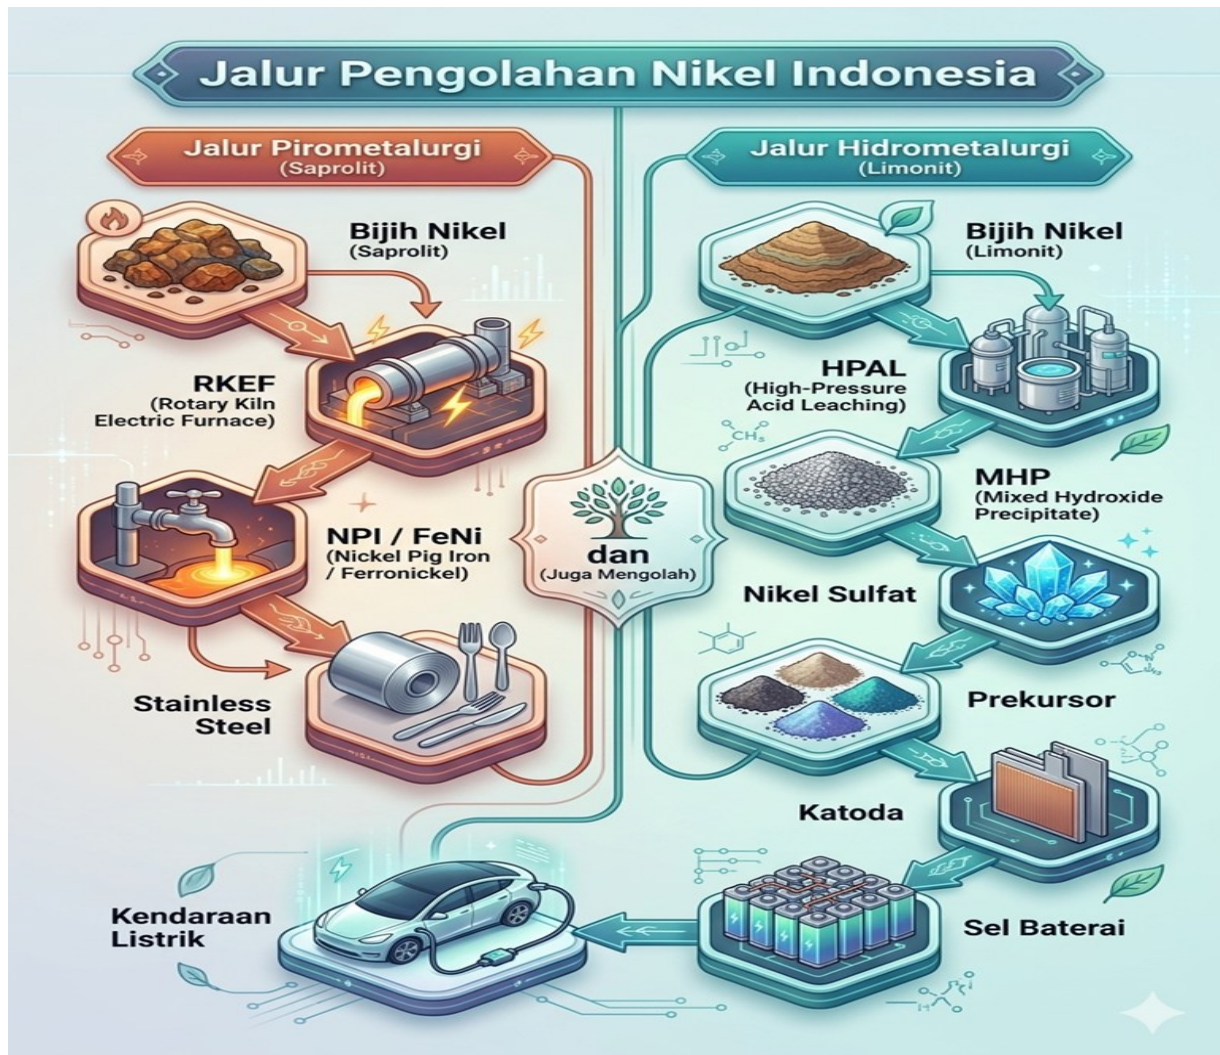 Jalur Pengolahan Nikel Indonesia
Jalur Pirometalurgi
(Saprolit)
Bijih Nikel
(Saprolit)
RKEF
(Rotary Kiln
Electric Furnace)
NPI / FeNi
(Nickel Pig Iron
/ Ferronickel)
Stainless
Steel
dan
(Juga Mengolah)
Jalur Hidrometalurgi
(Limonit)
Bijih Nikel
(Limonit)
HPAL
(High-Pressure
Acid Leaching)
CH₃
MHP
(Mixed Hydroxide
Precipitate)
Nikel Sulfat
Prekursor
Katoda
Sel Baterai
Kendaraan
Listrik